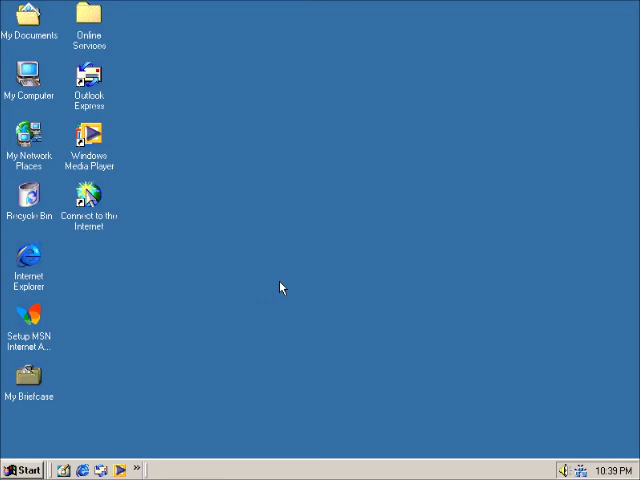 My Documents
Online
Services
My Computer
Outlook
Express
My Network
Places
Windows
Media Player
Recycle Bin
Connect to the
Internet
Internet
Explorer
Setup MSN
Internet A...
My Briefcase
Start
»
10:39 PM